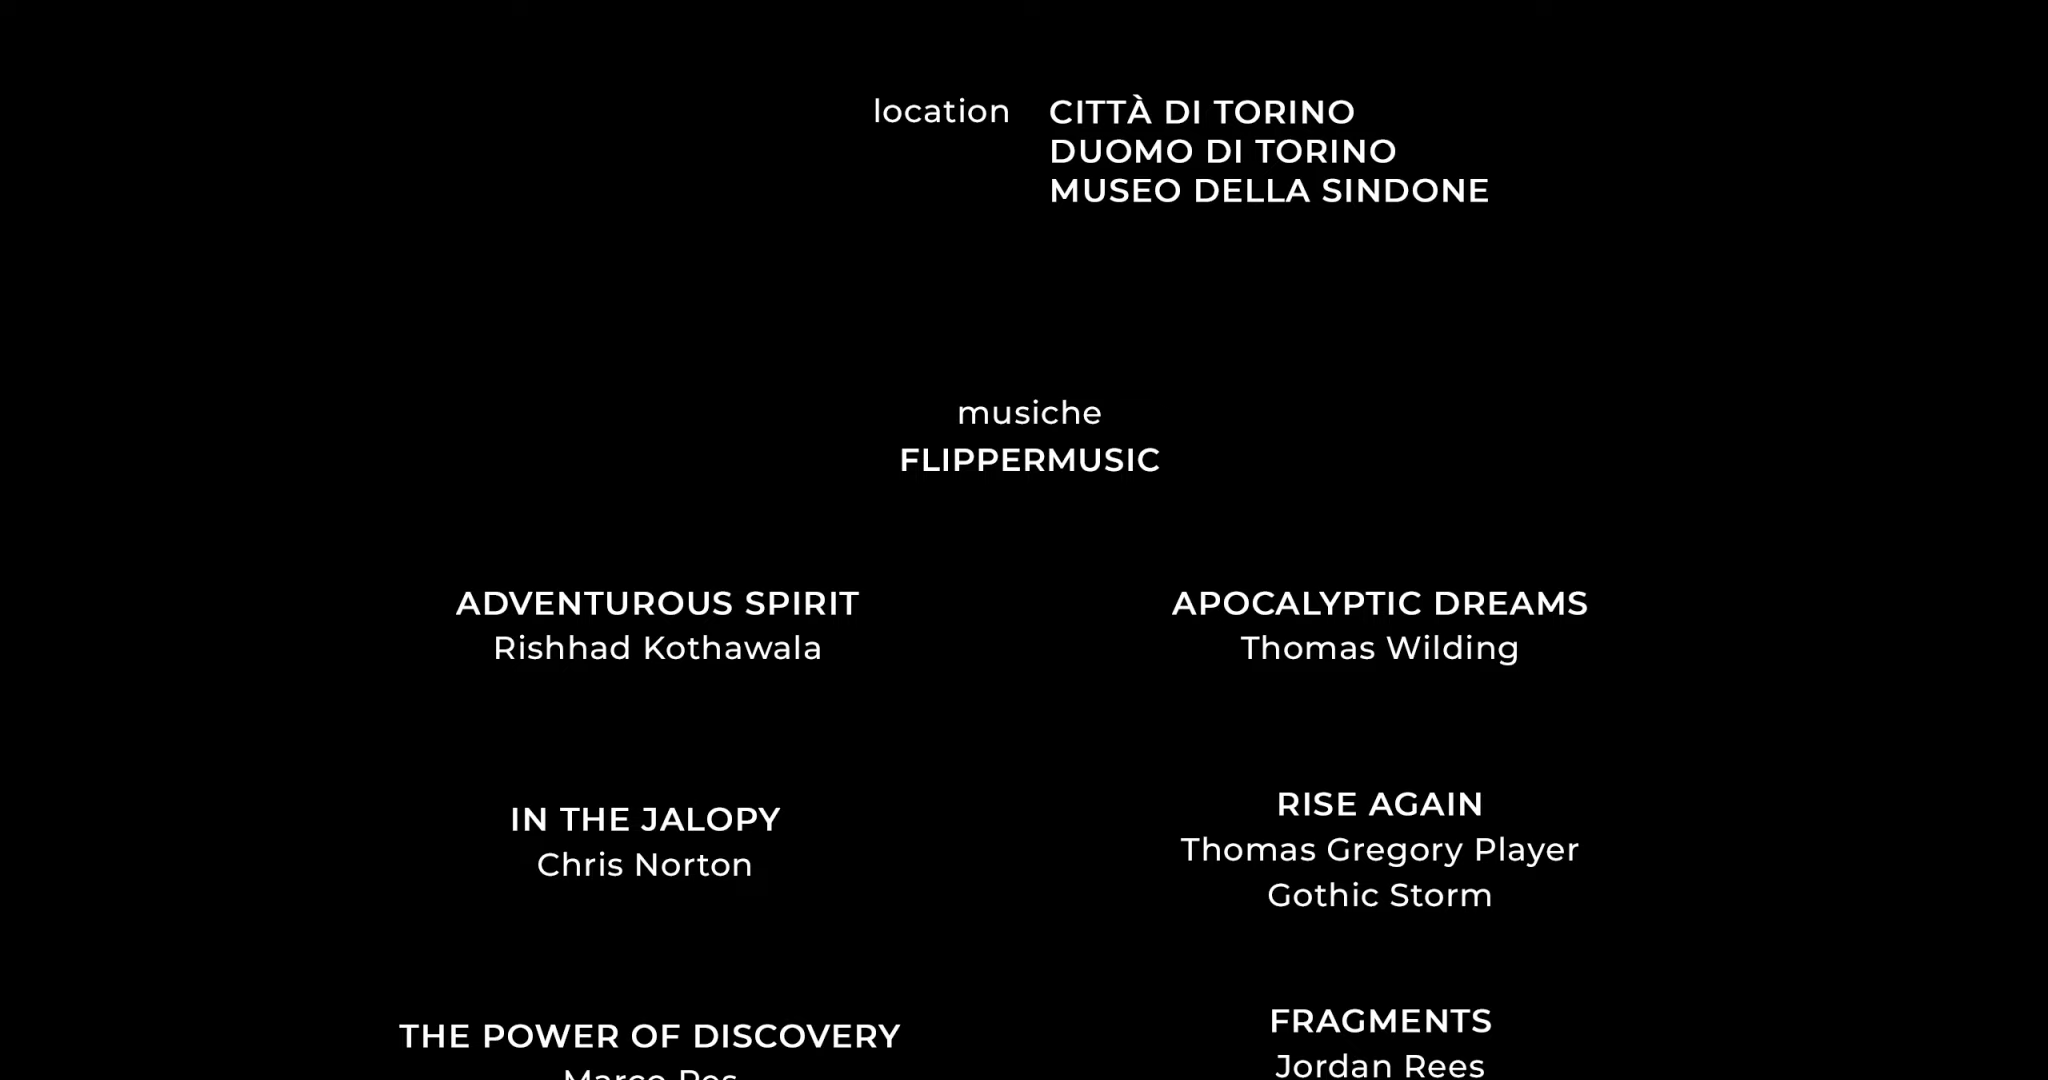 location CITTÀ DI TORINO
DUOMO DI TORINO
MUSEO DELLA SINDONE
musiche
FLIPPERMUSIC
ADVENTUROUS SPIRIT
Rishhad Kothawala
APOCALYPTIC DREAMS
Thomas Wilding
IN THE JALOPY
Chris Norton
RISE AGAIN
Thomas Gregory Player
Gothic Storm
THE POWER OF DISCOVERY
FRAGMENTS
Jordan Rees